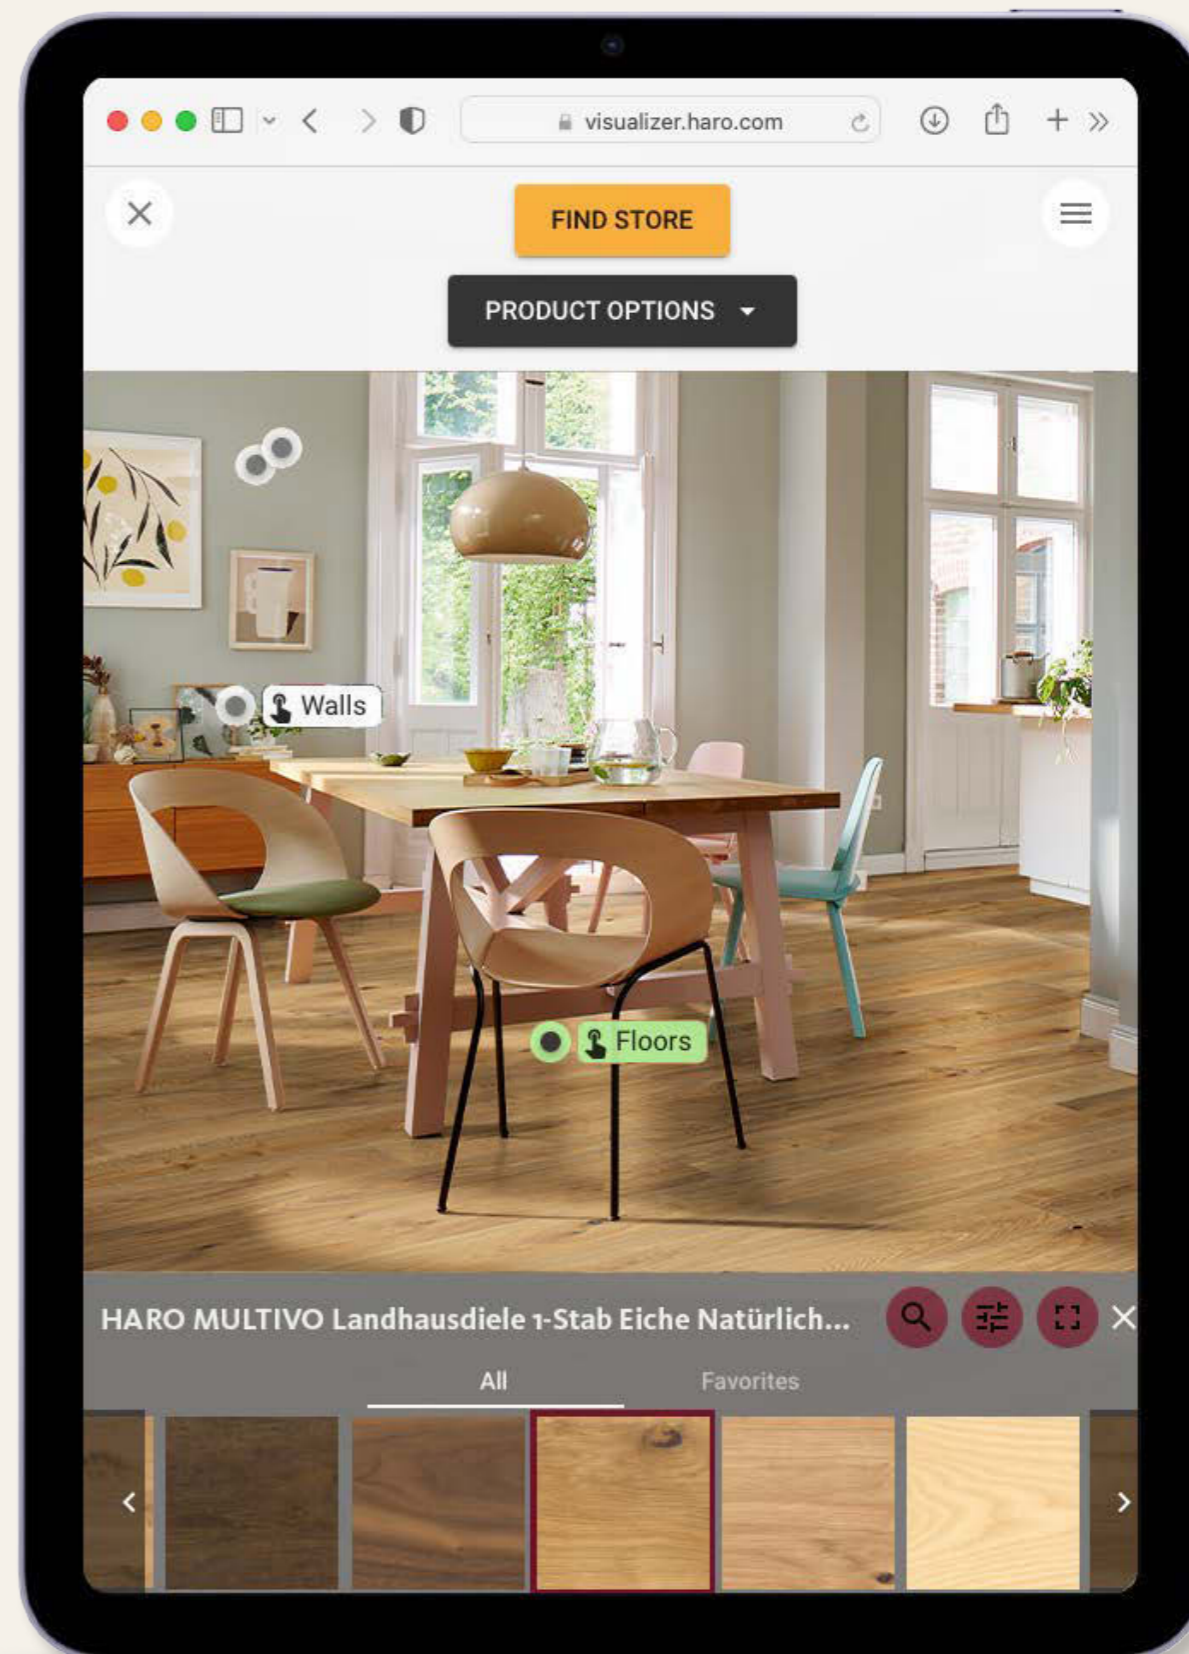 visualizer.haro.com
FIND STORE
PRODUCT OPTIONS
Walls
Floors
HARO MULTIVO Landhausdiele 1-Stab Eiche Natürlich...
All
Favorites